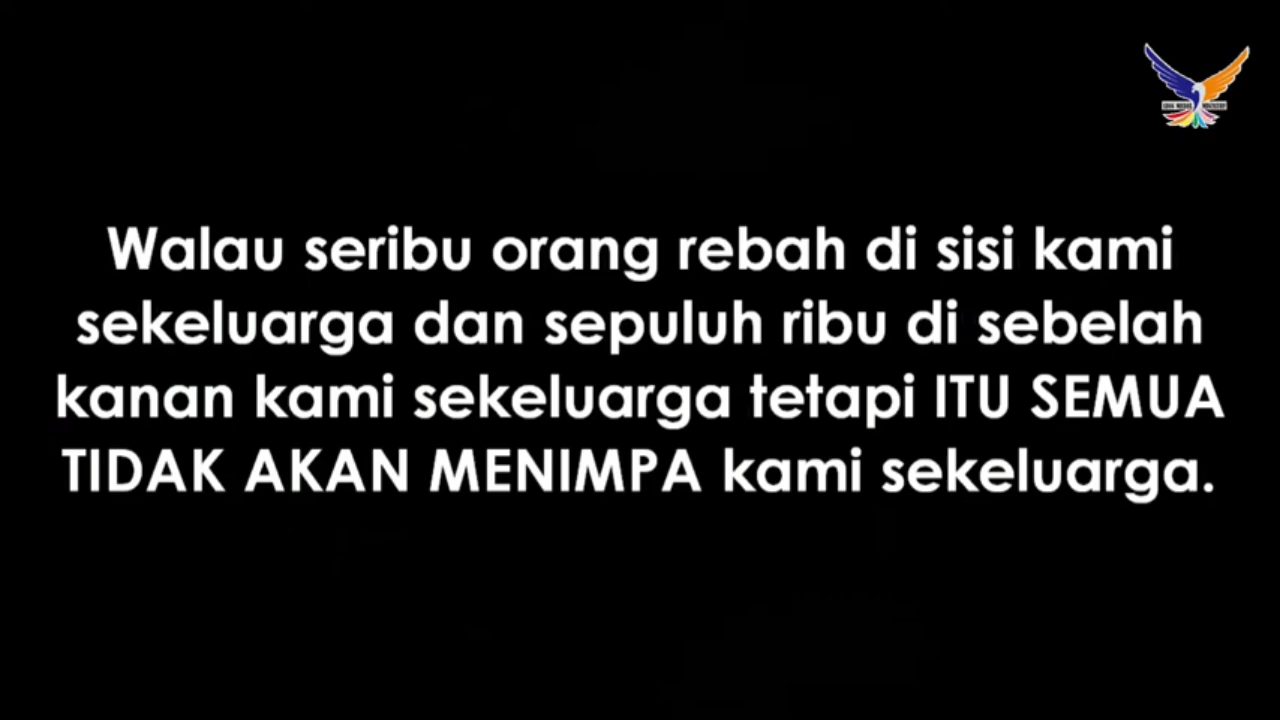 Walau seribu orang rebah di sisi kami
sekeluarga dan sepuluh ribu di sebelah
kanan kami sekeluarga tetapi ITU SEMUA
TIDAK AKAN MENIMPA kami sekeluarga.